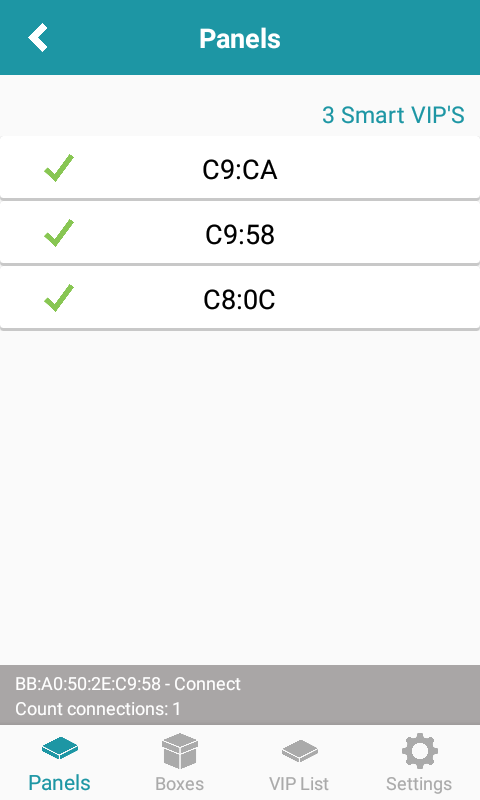 Panels
3 Smart VIP'S
C9:CA
C9:58
C8:0C
BB:A0:50:2E:C9:58 - Connect
Count connections: 1
Panels
Boxes
VIP List
Settings